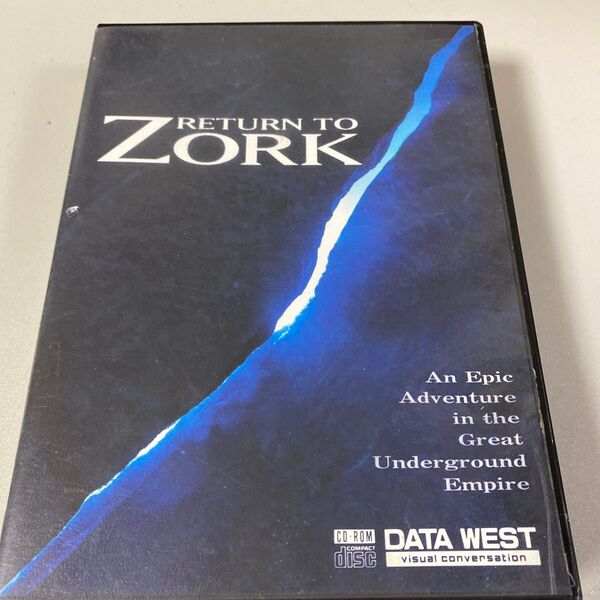 RETURN TO
ZORK
An Epic
Adventure
in the
Great
Underground
Empire
CD-ROM
COMPACT
disc
DATA WEST
visual conversation